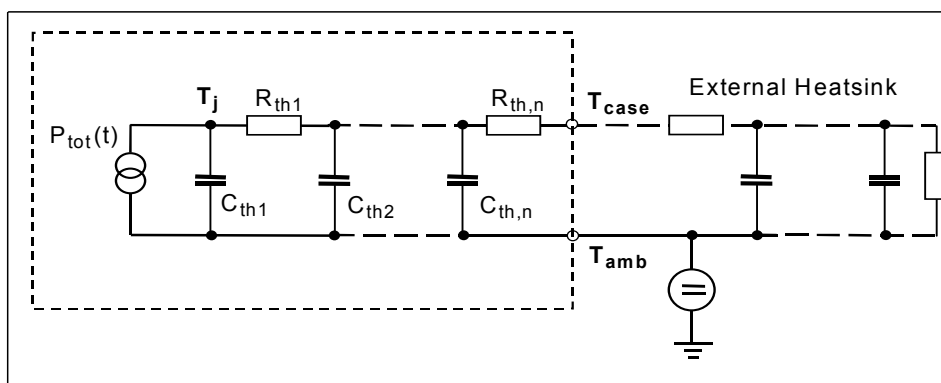 External Heatsink
T_j
R_th1
R_th,n
T_case
P_tot(t)
C_th1
C_th2
C_th,n
T_amb